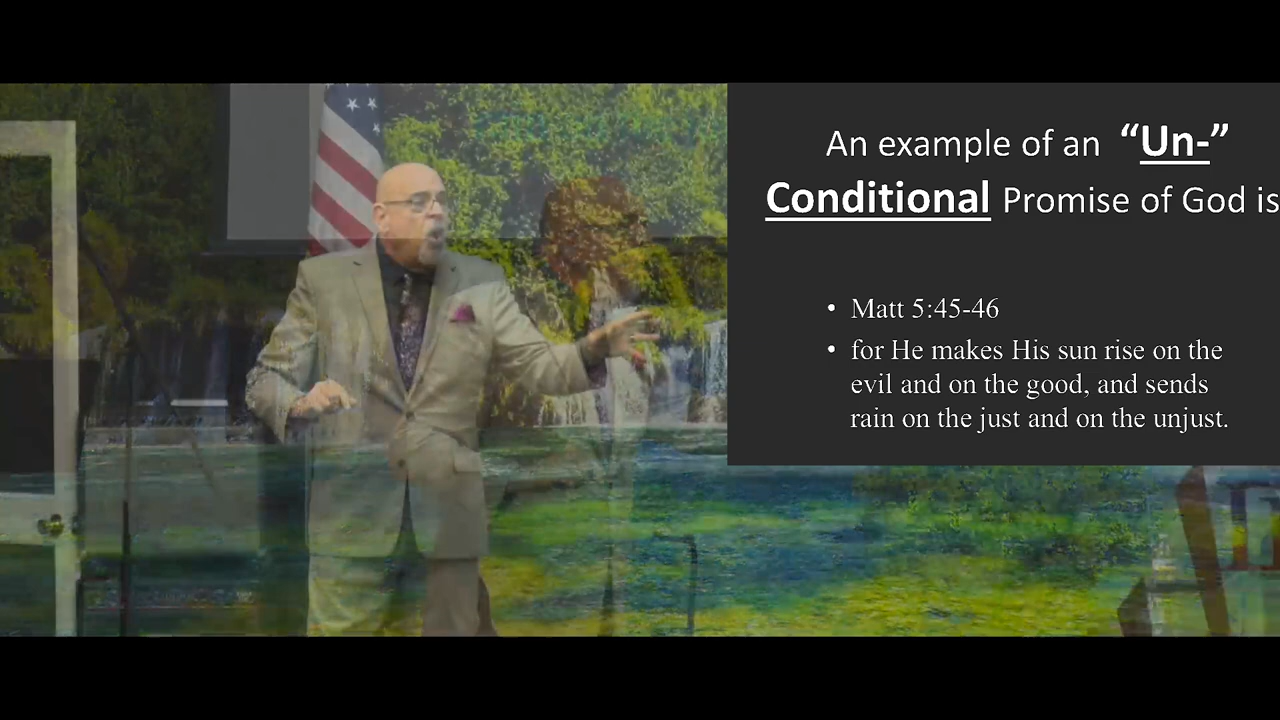 An example of an “Un-”
Conditional Promise of God is
• Matt 5:45-46
• for He makes His sun rise on the
evil and on the good, and sends
rain on the just and on the unjust.